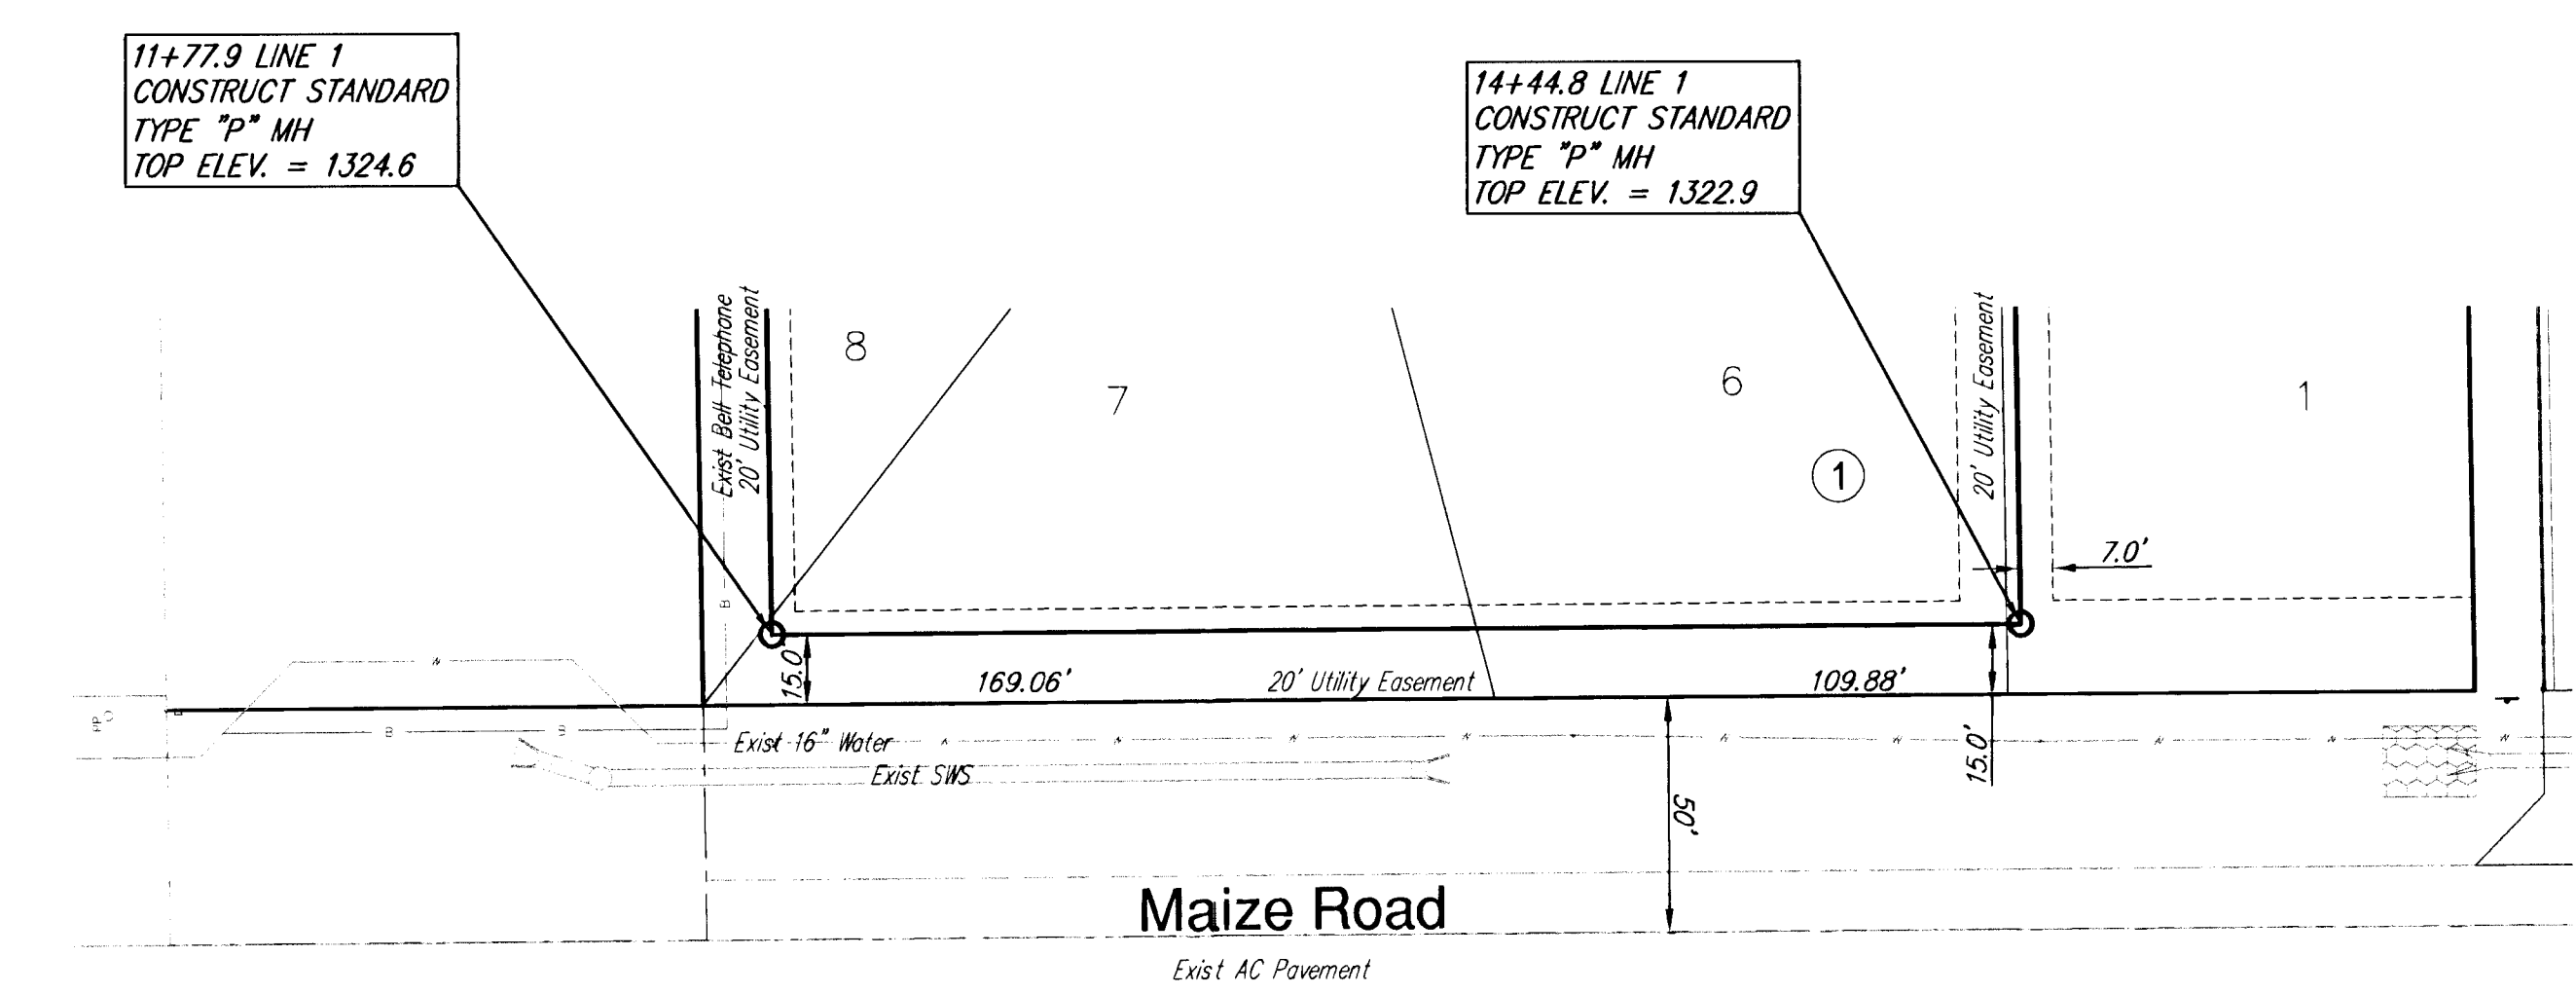 11+77.9 LINE 1
CONSTRUCT STANDARD
TYPE "P" MH
TOP ELEV. = 1324.6
14+44.8 LINE 1
CONSTRUCT STANDARD
TYPE "P" MH
TOP ELEV. = 1322.9
Exist Bell Telephone
20' Utility Easement
8
7
6
1
1
20' Utility Easement
7.0'
15.0'
169.06'
20' Utility Easement
109.88'
15.0'
PP
B
B
B
Exist 16" Water
Exist SWS
50'
Maize Road
Exist AC Pavement